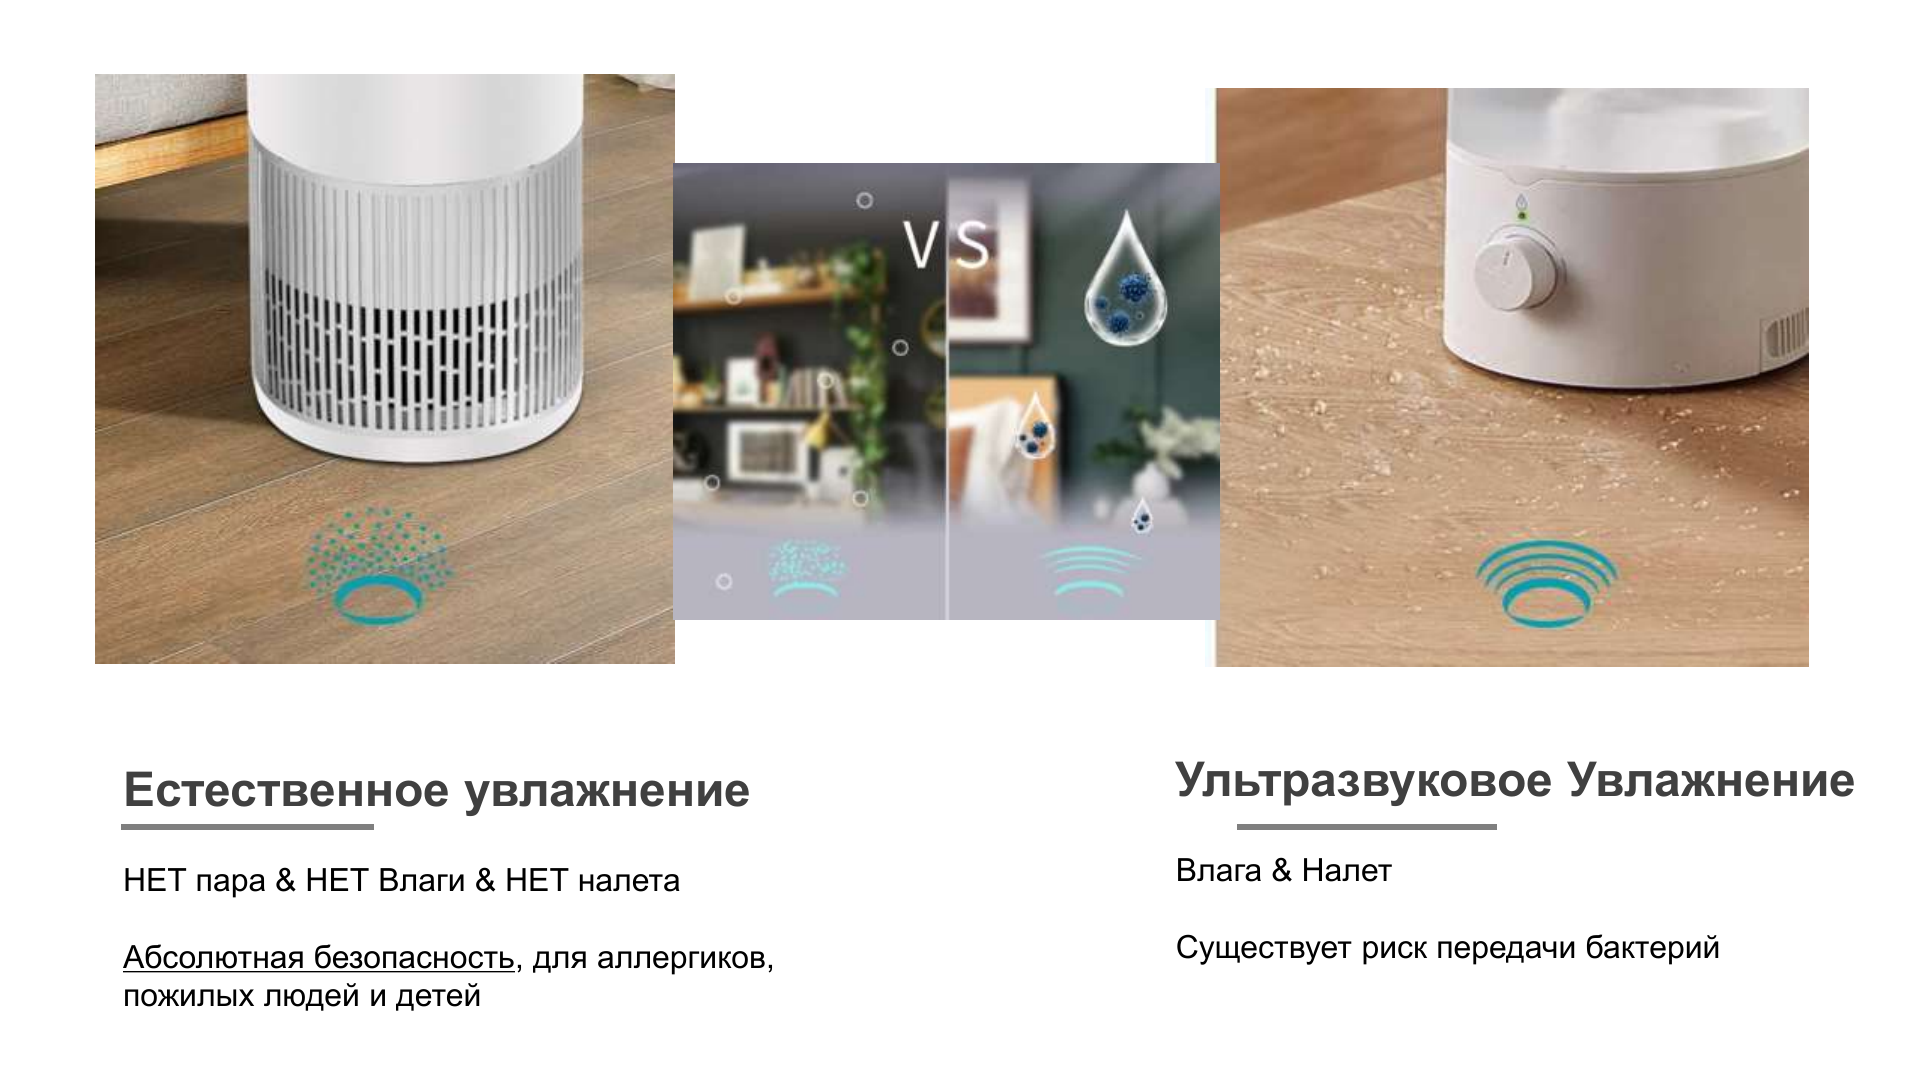 VS
Естественное увлажнение
НЕТ пара & НЕТ Влаги & НЕТ налета
Абсолютная безопасность, для аллергиков,
пожилых людей и детей
Ультразвуковое Увлажнение
Влага & Налет
Существует риск передачи бактерий